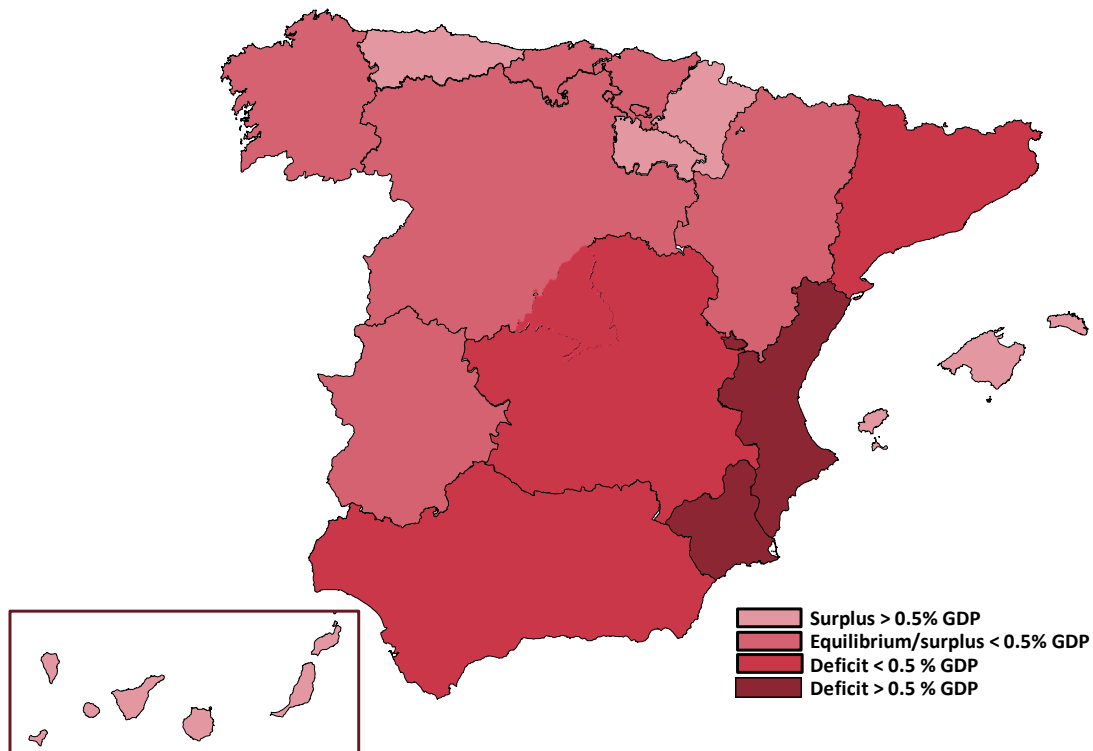 Surplus > 0.5% GDP
Equilibrium/surplus < 0.5% GDP
Deficit < 0.5 % GDP
Deficit > 0.5 % GDP